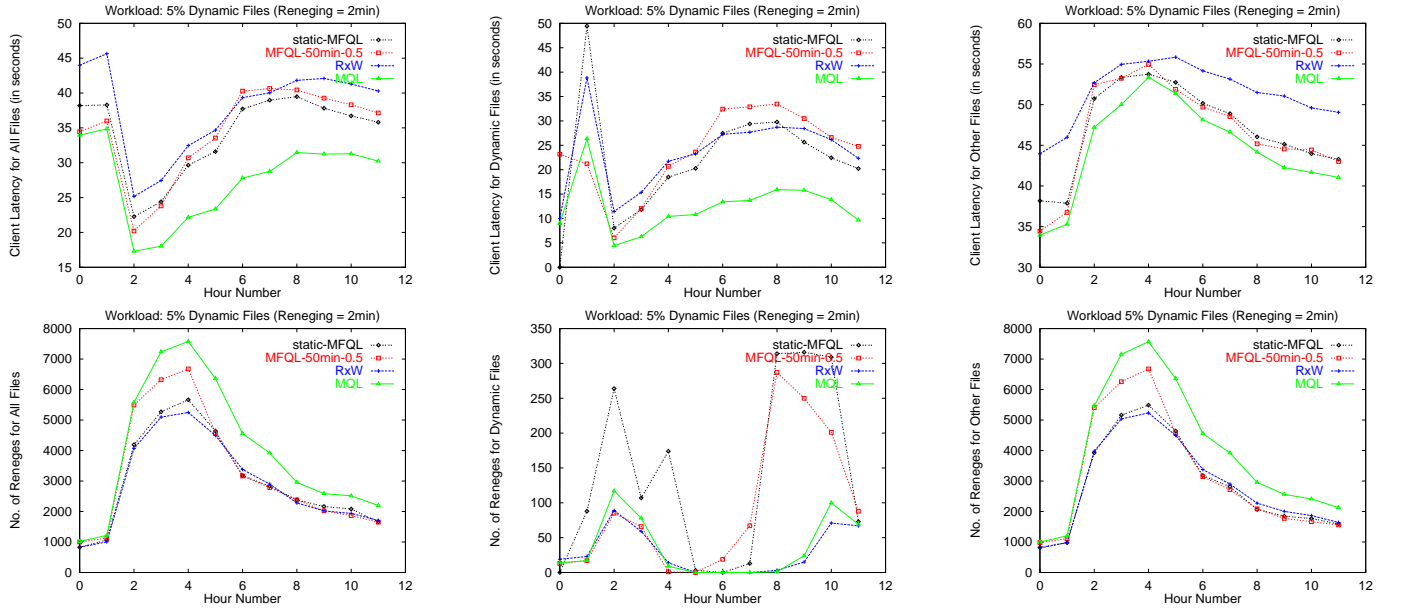 Workload: 5% Dynamic Files (Reneging = 2min)
Client Latency for All Files (in seconds)
50
45
40
35
30
25
20
15
static-MFQL
MFQL-50min-0.5
RxW
MQL
0 2 4 6 8 10 12
Hour Number
Workload: 5% Dynamic Files (Reneging = 2min)
Client Latency for Dynamic Files (in seconds)
50
45
40
35
30
25
20
15
10
5
0
static-MFQL
MFQL-50min-0.5
RxW
MQL
0 2 4 6 8 10 12
Hour Number
Workload: 5% Dynamic Files (Reneging = 2min)
Client Latency for Other Files (in seconds)
60
55
50
45
40
35
30
static-MFQL
MFQL-50min-0.5
RxW
MQL
0 2 4 6 8 10 12
Hour Number
Workload: 5% Dynamic Files (Reneging = 2min)
No. of Reneges for All Files
8000
7000
6000
5000
4000
3000
2000
1000
0
static-MFQL
MFQL-50min-0.5
RxW
MQL
0 2 4 6 8 10 12
Hour Number
Workload: 5% Dynamic Files (Reneging = 2min)
No. of Reneges for Dynamic Files
350
300
250
200
150
100
50
0
static-MFQL
MFQL-50min-0.5
RxW
MQL
0 2 4 6 8 10 12
Hour Number
Workload 5% Dynamic Files (Reneging = 2min)
No. of Reneges for Other Files
8000
7000
6000
5000
4000
3000
2000
1000
0
static-MFQL
MFQL-50min-0.5
RxW
MQL
0 2 4 6 8 10 12
Hour Number